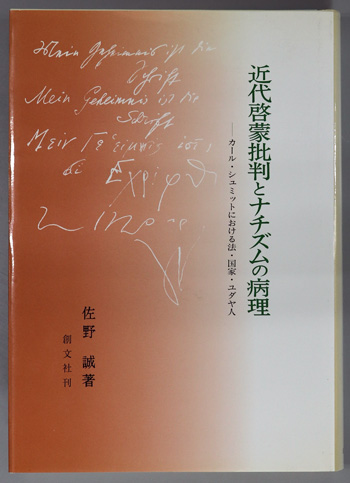 近代啓蒙批判とナチズムの病理
――カール・シュミットにおける法・国家・ユダヤ人
佐野 誠著
創文社刊
Mein Geheimnis ist die
Schrift
Mein Geheimnis ist die
Schrift